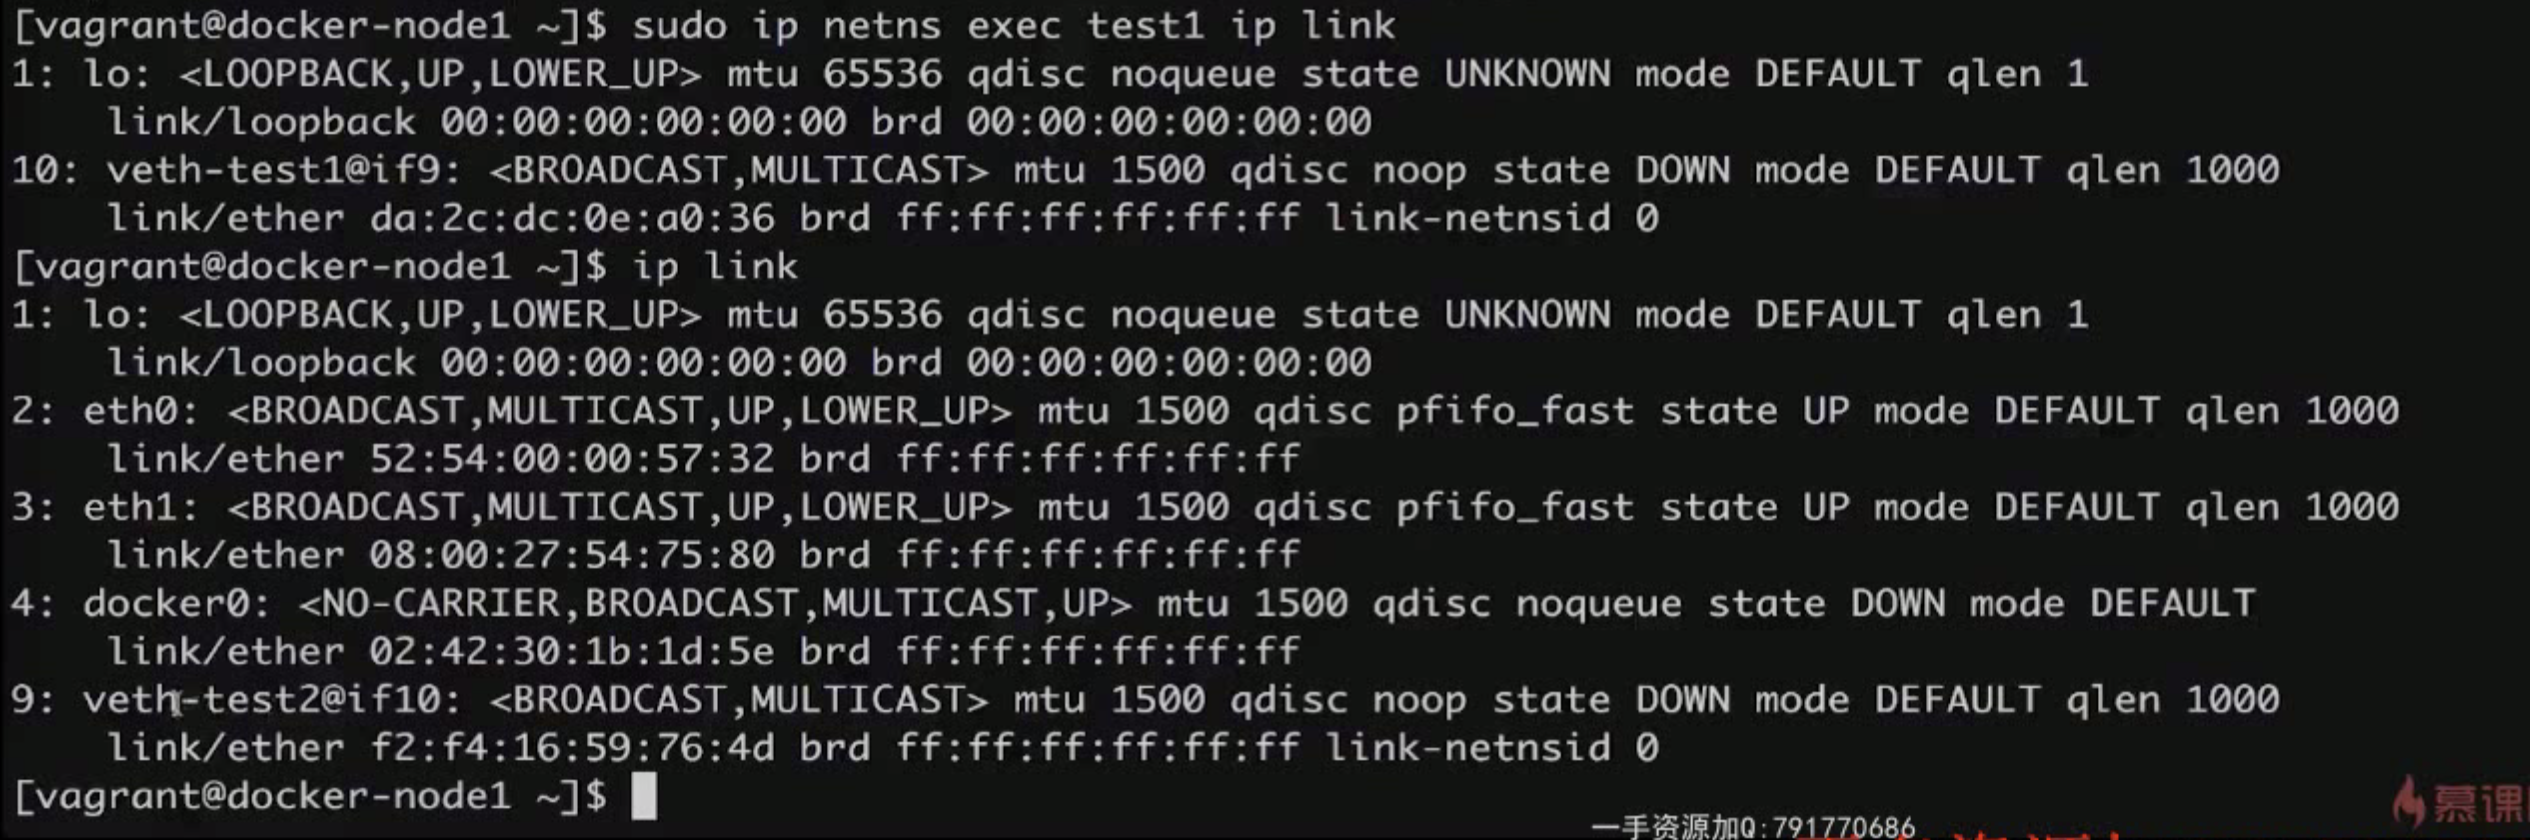 [vagrant@docker-node1 ~]$ sudo ip netns exec test1 ip link
1: lo: <LOOPBACK,UP,LOWER_UP> mtu 65536 qdisc noqueue state UNKNOWN mode DEFAULT qlen 1
    link/loopback 00:00:00:00:00:00 brd 00:00:00:00:00:00
10: veth-test1@if9: <BROADCAST,MULTICAST> mtu 1500 qdisc noop state DOWN mode DEFAULT qlen 1000
    link/ether da:2c:dc:0e:a0:36 brd ff:ff:ff:ff:ff:ff link-netnsid 0
[vagrant@docker-node1 ~]$ ip link
1: lo: <LOOPBACK,UP,LOWER_UP> mtu 65536 qdisc noqueue state UNKNOWN mode DEFAULT qlen 1
    link/loopback 00:00:00:00:00:00 brd 00:00:00:00:00:00
2: eth0: <BROADCAST,MULTICAST,UP,LOWER_UP> mtu 1500 qdisc pfifo_fast state UP mode DEFAULT qlen 1000
    link/ether 52:54:00:00:57:32 brd ff:ff:ff:ff:ff:ff
3: eth1: <BROADCAST,MULTICAST,UP,LOWER_UP> mtu 1500 qdisc pfifo_fast state UP mode DEFAULT qlen 1000
    link/ether 08:00:27:54:75:80 brd ff:ff:ff:ff:ff:ff
4: docker0: <NO-CARRIER,BROADCAST,MULTICAST,UP> mtu 1500 qdisc noqueue state DOWN mode DEFAULT
    link/ether 02:42:30:1b:1d:5e brd ff:ff:ff:ff:ff:ff
9: veth-test2@if10: <BROADCAST,MULTICAST> mtu 1500 qdisc noop state DOWN mode DEFAULT qlen 1000
    link/ether f2:f4:16:59:76:4d brd ff:ff:ff:ff:ff:ff link-netnsid 0
[vagrant@docker-node1 ~]$
慕课
一手资源加Q:791770686